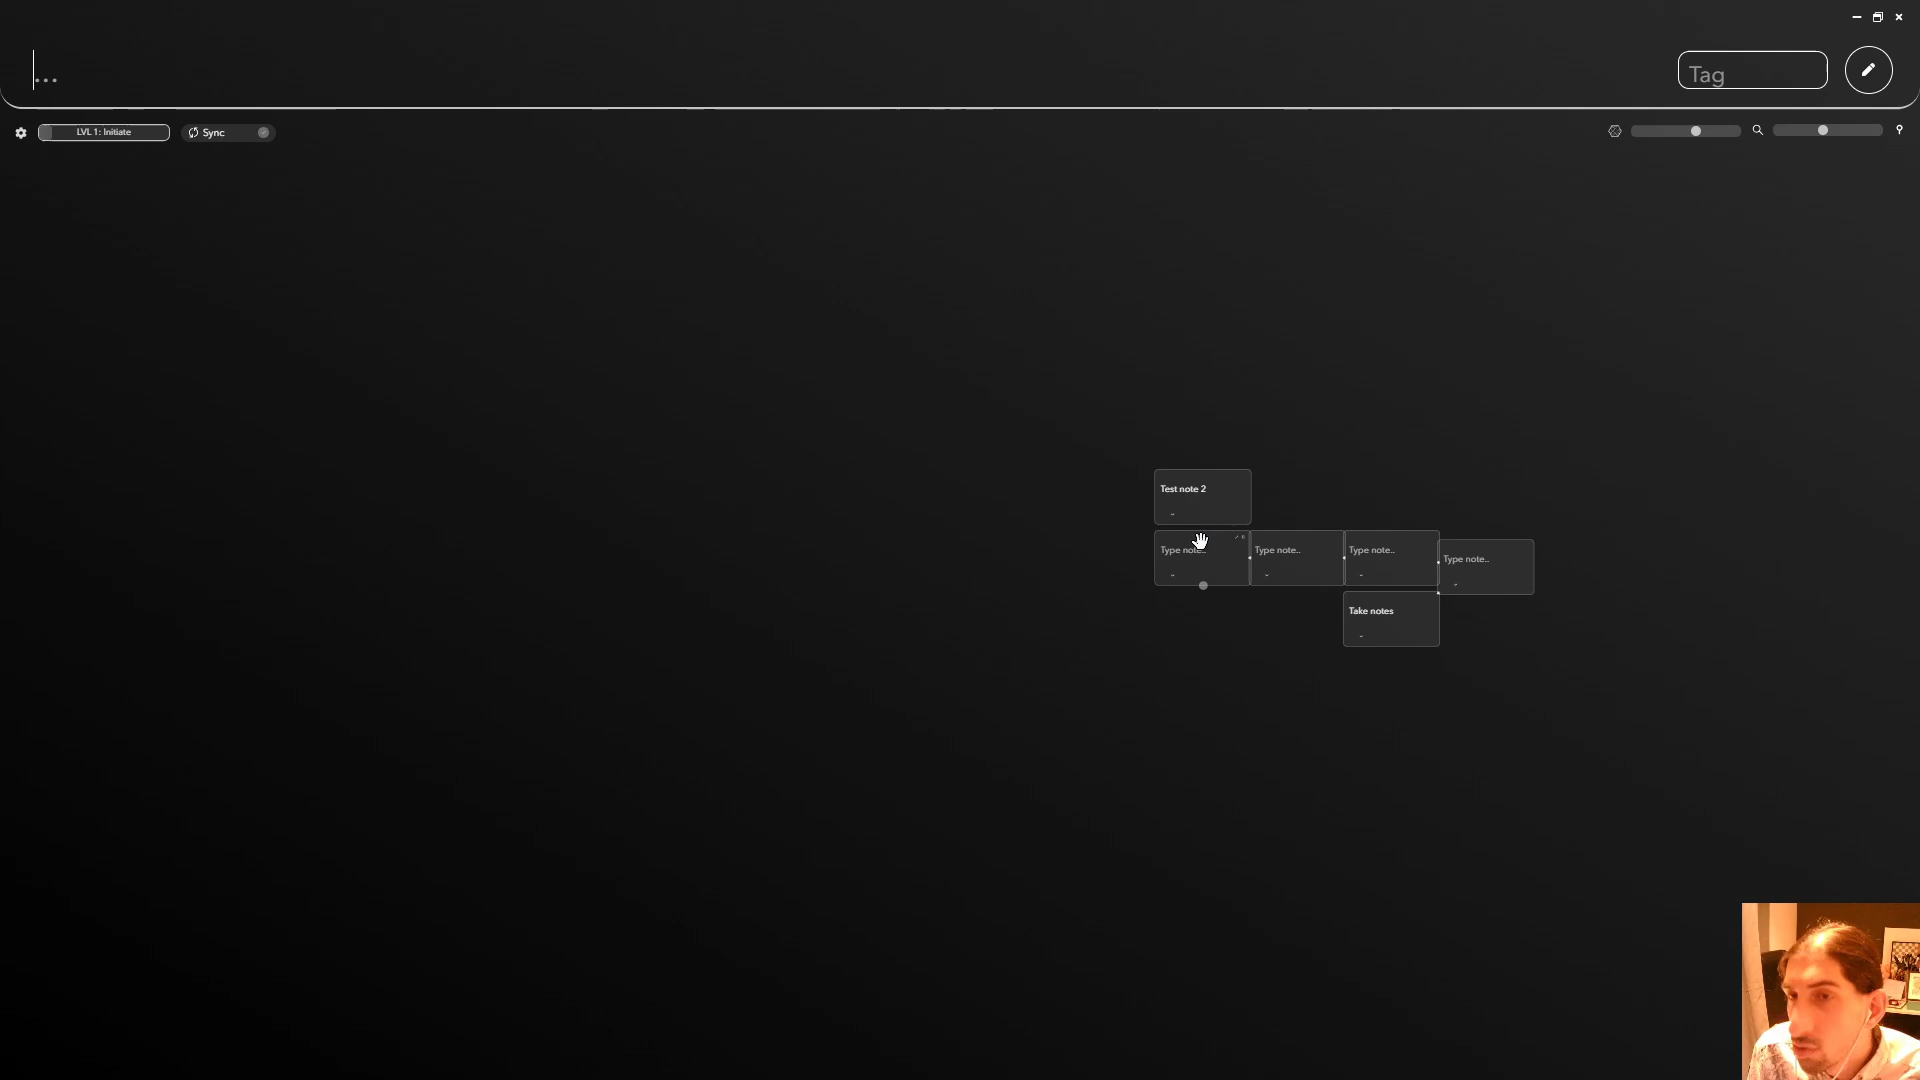 ...
Tag
LVL 1: Initiate
Sync
Test note 2
Type note..
Type note..
Type note..
Type note..
Take notes